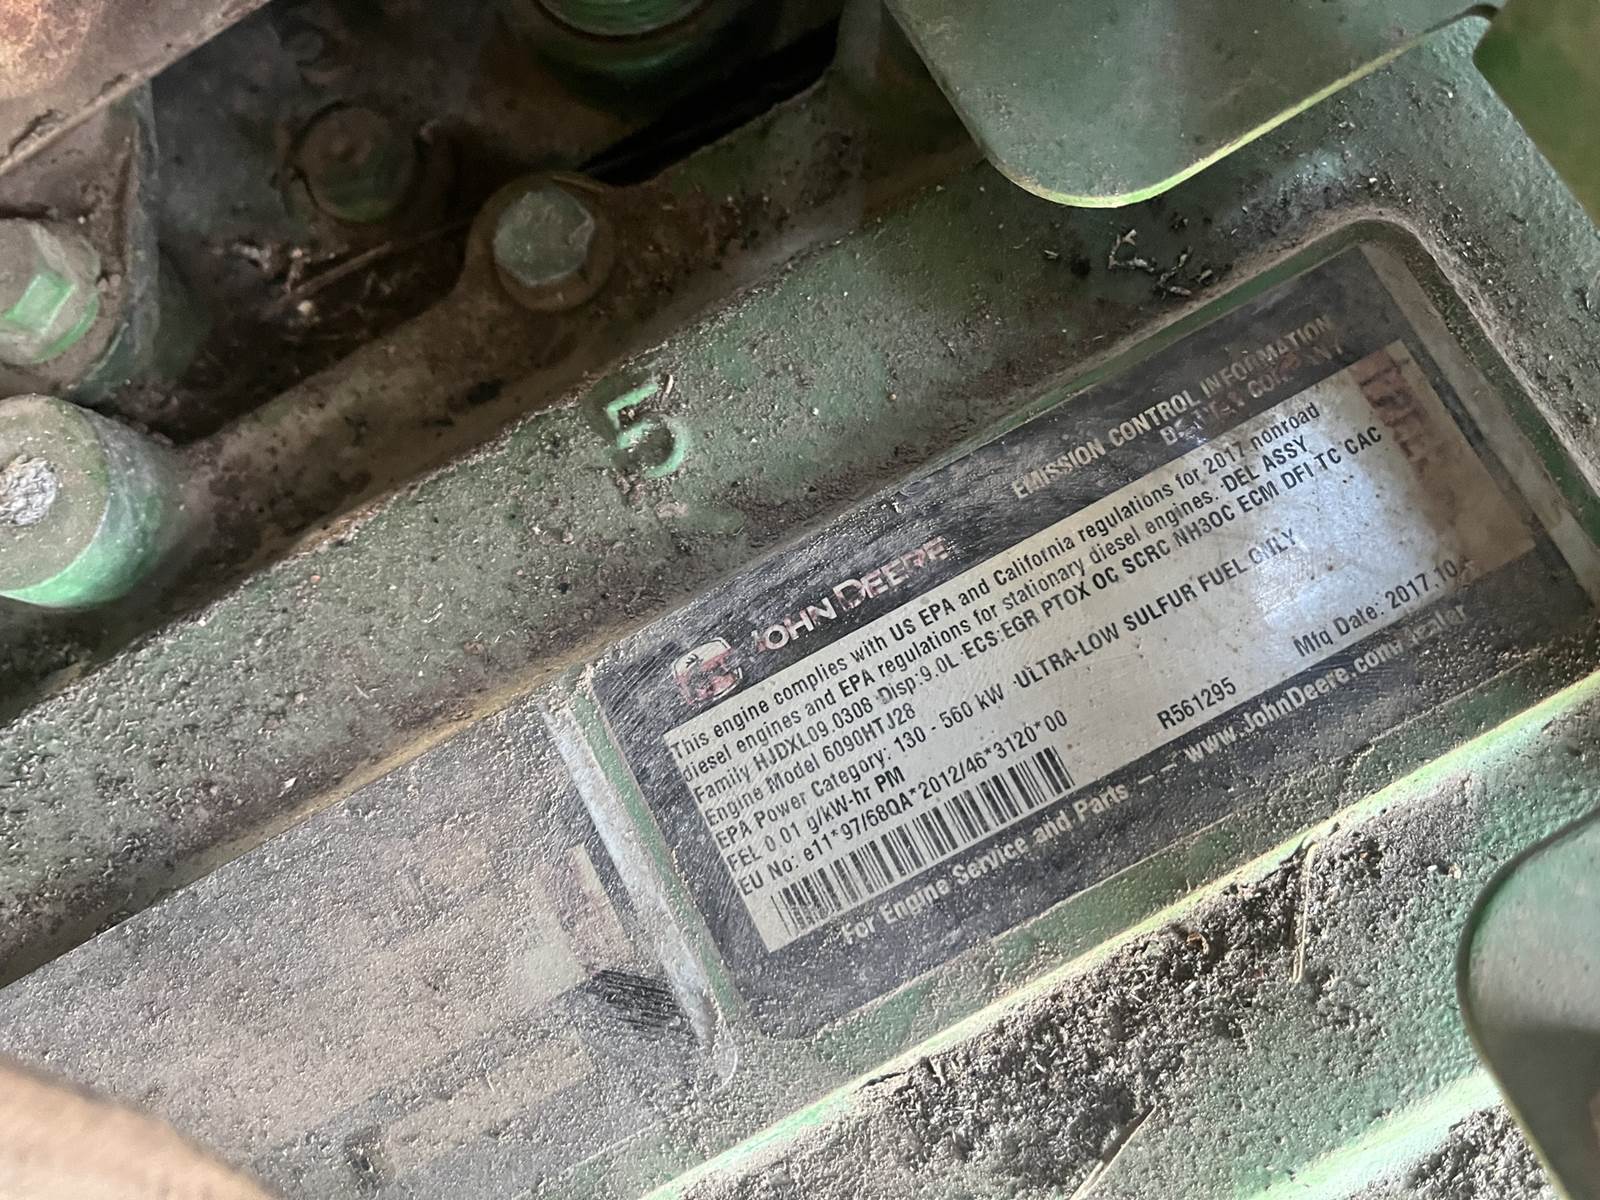 5
EMISSION CONTROL INFORMATION
JOHN DEERE
This engine complies with US EPA and California regulations for 2017 nonroad
diesel engines and EPA regulations for stationary diesel engines. DEL ASSY
Family HJDXL09.0308 Disp:9.0L ECS:EGR PTOX OC SCRC NH3OC ECM DFI TC CAC
Engine Model 6090HTJ28
EPA Power Category: 130 - 560 kW ULTRA-LOW SULFUR FUEL ONLY
FEL 0.01 g/kW-hr PM
EU No: e11*97/68QA*2012/46*3120*00
R561295
Mfg Date: 2017.10
For Engine Service and Parts -- www.JohnDeere.com/dealer